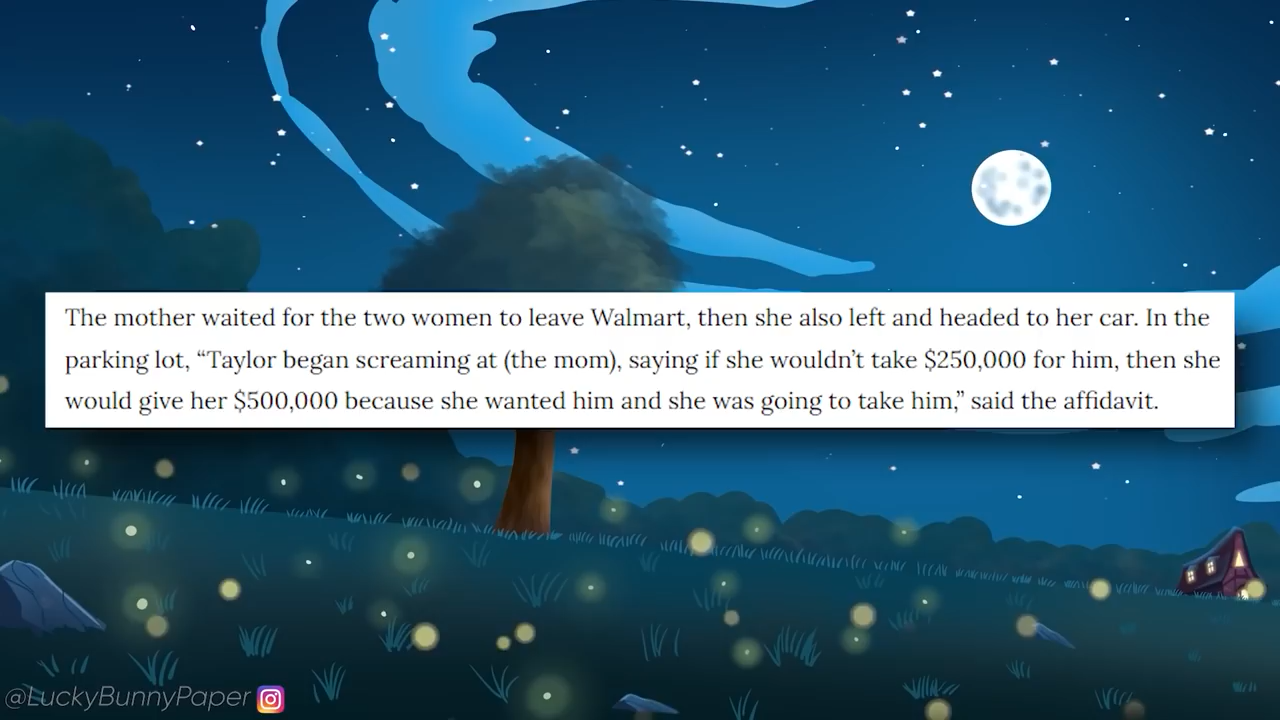 The mother waited for the two women to leave Walmart, then she also left and headed to her car. In the
parking lot, “Taylor began screaming at (the mom), saying if she wouldn’t take $250,000 for him, then she
would give her $500,000 because she wanted him and she was going to take him,” said the affidavit.
@LuckyBunnyPaper